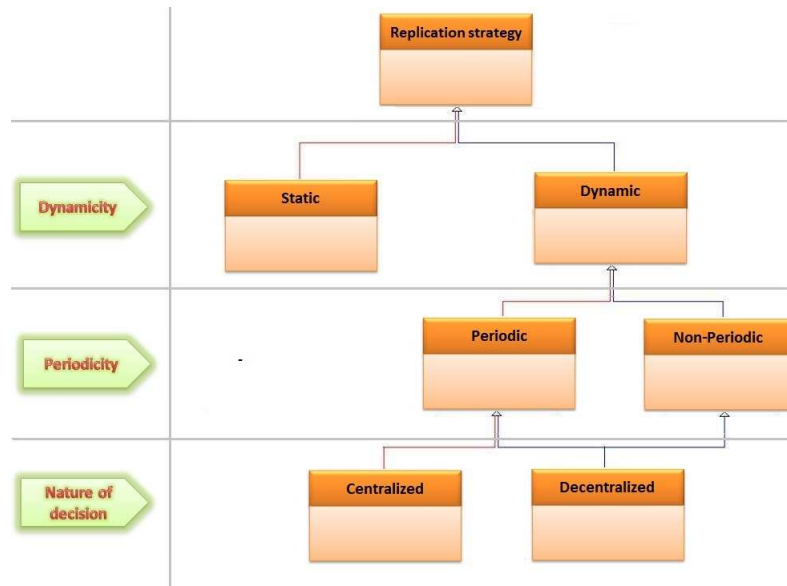 Replication strategy
Dynamicity
Static
Dynamic
Periodicity
-
Periodic
Non-Periodic
Nature of
decision
Centralized
Decentralized